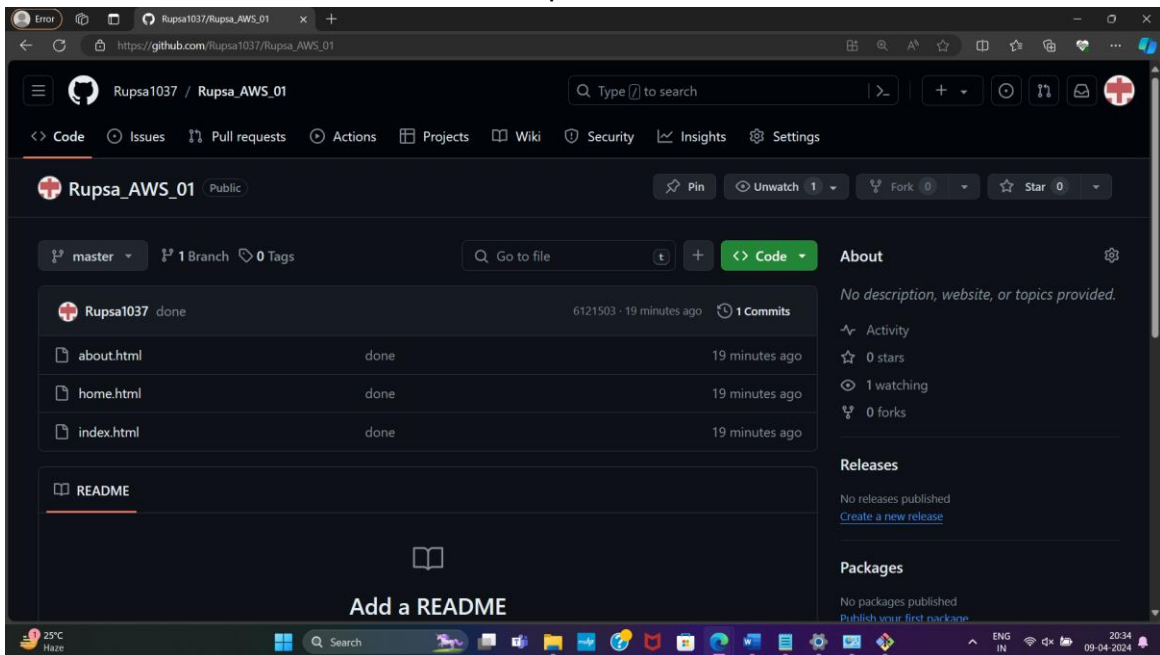 Error Rupsa1037/Rupsa_AWS_01
https://github.com/Rupsa1037/Rupsa_AWS_01
Rupsa1037 / Rupsa_AWS_01 Type / to search
Code Issues Pull requests Actions Projects Wiki Security Insights Settings
Rupsa_AWS_01 Public Pin Unwatch 1 Fork 0 Star 0
master 1 Branch 0 Tags Go to file t Code
About
No description, website, or topics provided.
Rupsa1037 done 6121503 · 19 minutes ago 1 Commits
Activity
about.html done 19 minutes ago
0 stars
1 watching
home.html done 19 minutes ago
0 forks
index.html done 19 minutes ago
Releases
README
No releases published
Create a new release
Packages
Add a README
No packages published
Publish your first package
1 25°C Search ENG 20:34
Haze IN 09-04-2024